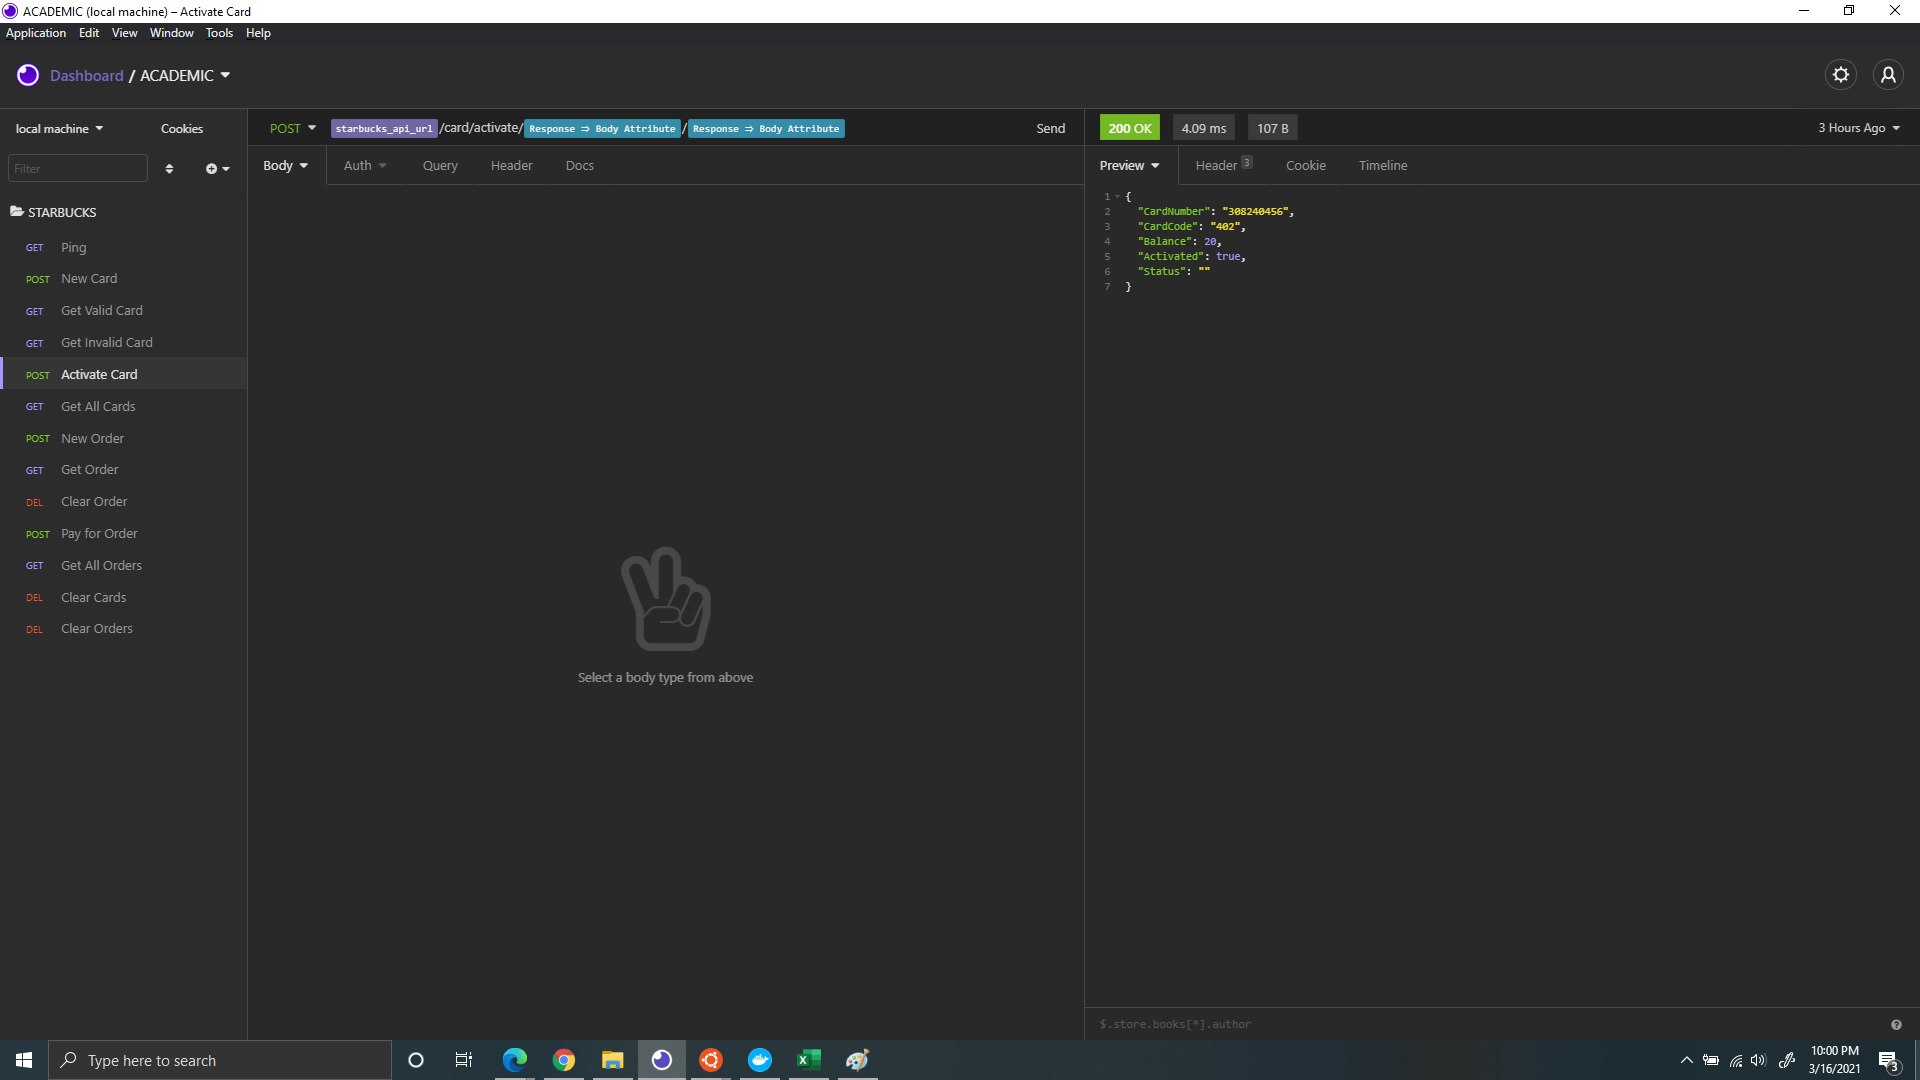 ACADEMIC (local machine) – Activate Card
Application Edit View Window Tools Help
Dashboard / ACADEMIC
local machine Cookies
POST starbucks_api_url/card/activate/Response ⇒ Body Attribute/Response ⇒ Body Attribute Send
200 OK 4.09 ms 107 B 3 Hours Ago
Filter
Body Auth Query Header Docs
Preview Header 3 Cookie Timeline
STARBUCKS
GET Ping
POST New Card
GET Get Valid Card
GET Get Invalid Card
POST Activate Card
GET Get All Cards
POST New Order
GET Get Order
DEL Clear Order
POST Pay for Order
GET Get All Orders
DEL Clear Cards
DEL Clear Orders
Select a body type from above
1 {
2 "CardNumber": "308240456",
3 "CardCode": "402",
4 "Balance": 20,
5 "Activated": true,
6 "Status": ""
7 }
$.store.books[*].author
Type here to search
10:00 PM
3/16/2021
3